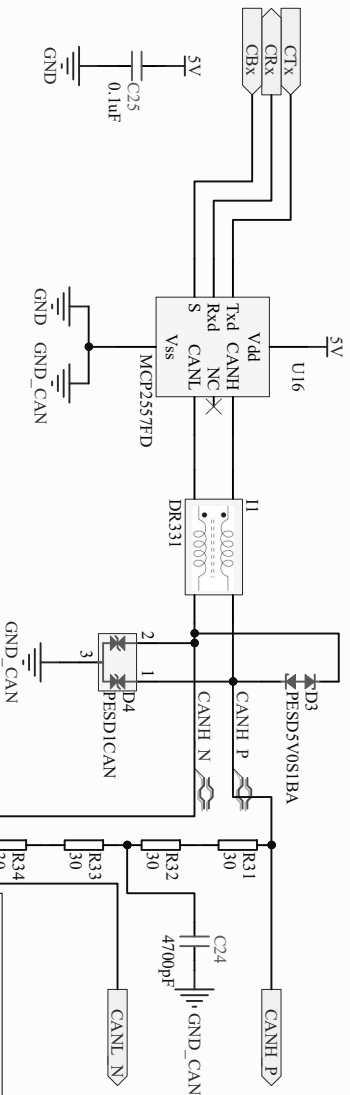 CTx
CRx
CBx
5V
C25
0.1uF
GND
5V
U16
Vdd
Txd CANH
Rxd NC
S CANL
Vss
MCP2557FD
GND
GND_CAN
I1
DR331
D3
PESD5V0S1BA
2
1
3
D4
PESD1CAN
GND_CAN
CANH_P
CANH_N
R31
30
R32
30
R33
30
R34
30
C24
4700pF
GND_CAN
CANH_P
CANL_N